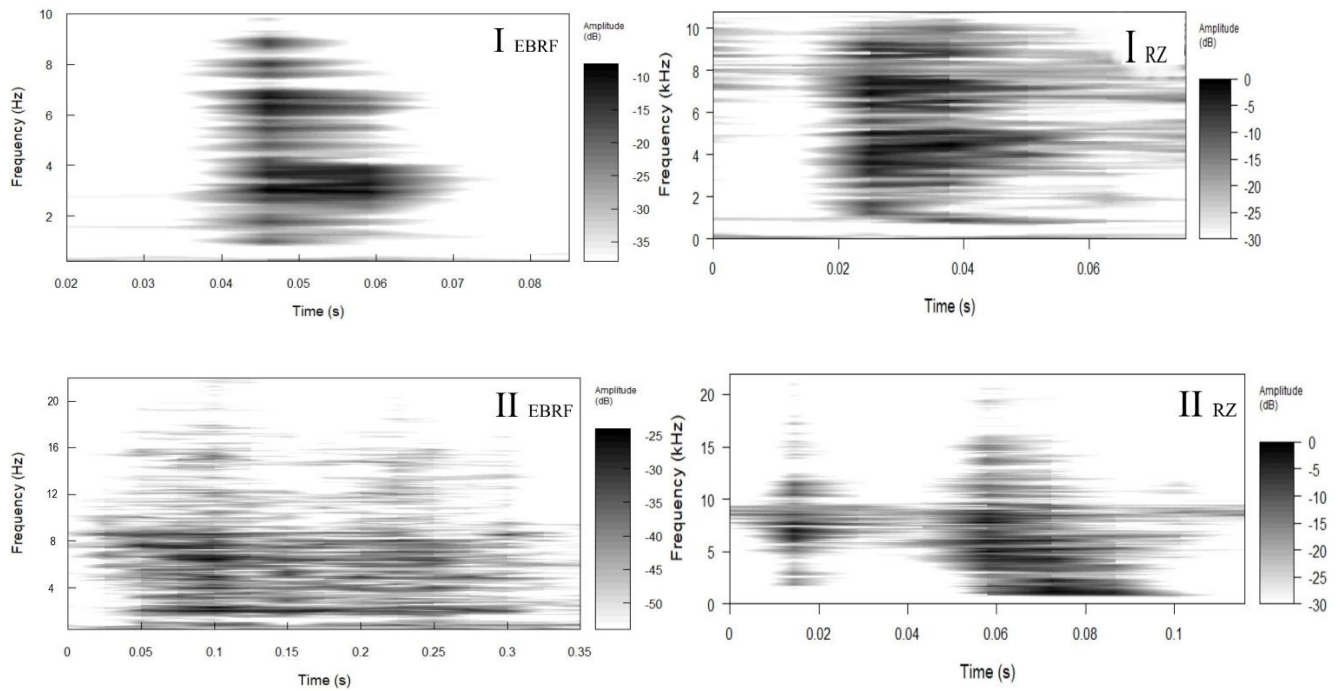 I EBRF
Amplitude
(dB)
-10
-15
-20
-25
-30
-35
10
8
6
4
2
Frequency (Hz)
0.02 0.03 0.04 0.05 0.06 0.07 0.08
Time (s)
I RZ
Amplitude
(dB)
0
-5
-10
-15
-20
-25
-30
10
8
6
4
2
0
Frequency (kHz)
0 0.02 0.04 0.06
Time (s)
II EBRF
Amplitude
(dB)
-25
-30
-35
-40
-45
-50
20
16
12
8
4
Frequency (Hz)
0 0.05 0.1 0.15 0.2 0.25 0.3 0.35
Time (s)
II RZ
Amplitude
(dB)
0
-5
-10
-15
-20
-25
-30
20
15
10
5
0
Frequency (kHz)
0 0.02 0.04 0.06 0.08 0.1
Time (s)